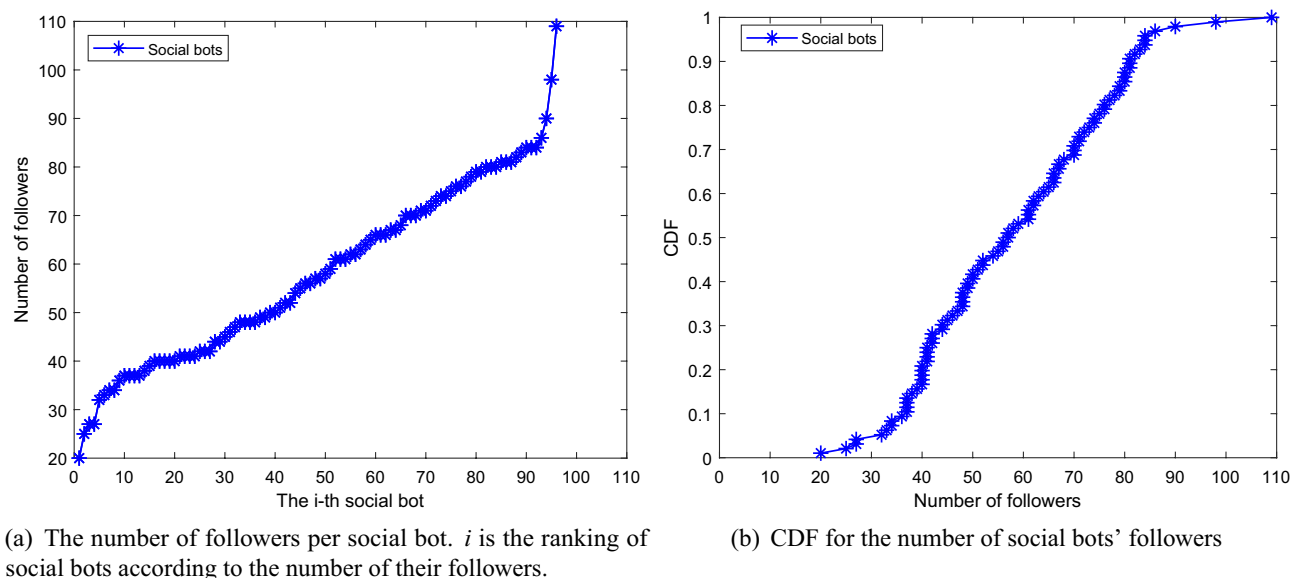 110
100
90
80
70
60
50
40
30
20
Number of followers
Social bots
0 10 20 30 40 50 60 70 80 90 100 110
The i-th social bot
(a) The number of followers per social bot. i is the ranking of
social bots according to the number of their followers.
1
0.9
0.8
0.7
0.6
0.5
0.4
0.3
0.2
0.1
0
CDF
Social bots
0 10 20 30 40 50 60 70 80 90 100 110
Number of followers
(b) CDF for the number of social bots’ followers